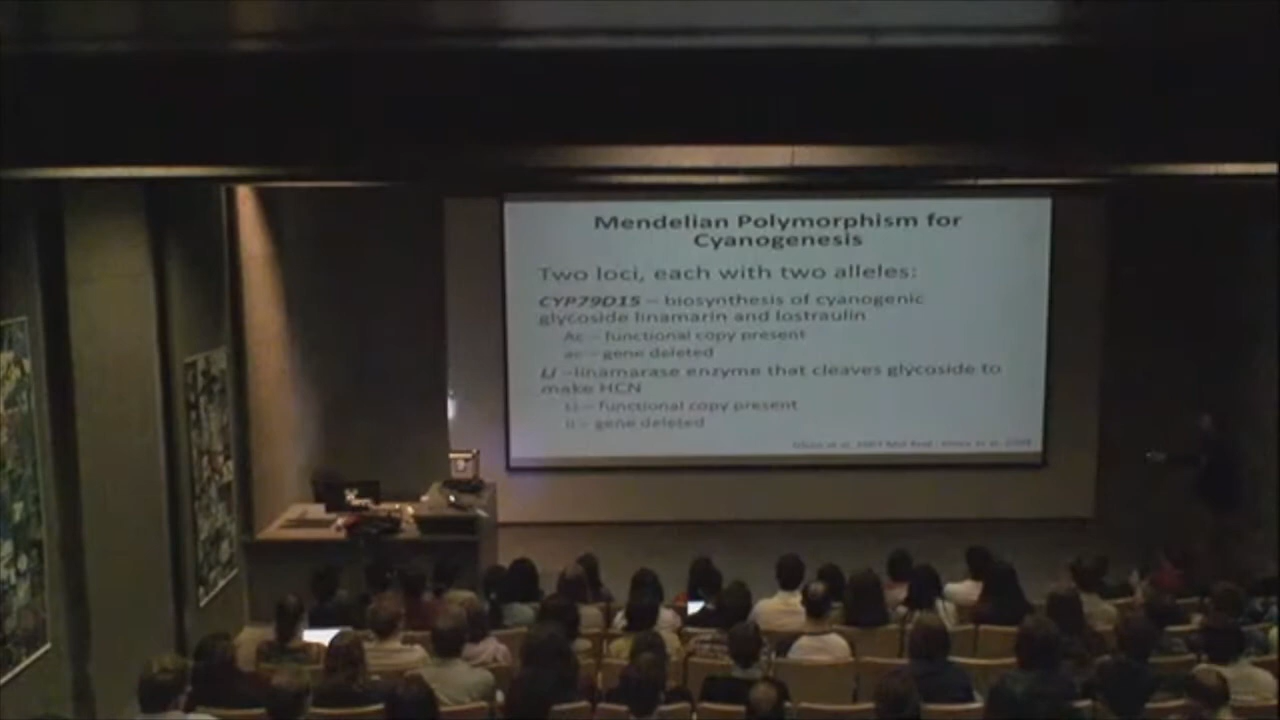 Mendelian Polymorphism for
Cyanogenesis
Two loci, each with two alleles:
CYP79D15 – biosynthesis of cyanogenic
glycoside linamarin and lostraulin
Ac – functional copy present
ac – gene deleted
Li –linamarase enzyme that cleaves glycoside to
make HCN
Li – functional copy present
li – gene deleted